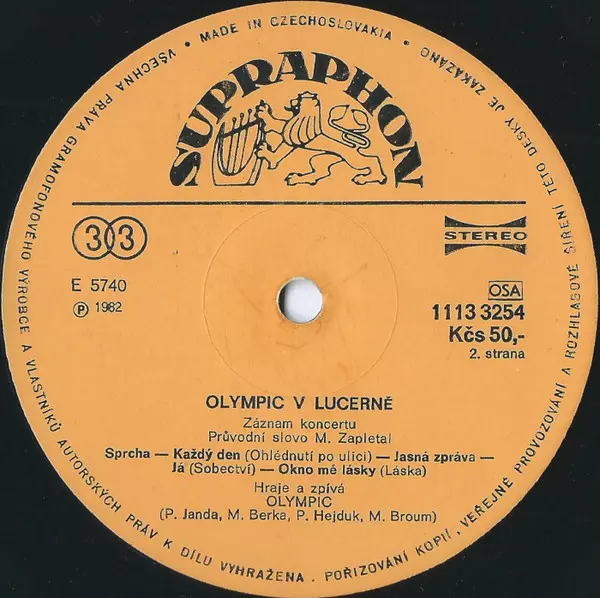 VŠECHNA PRÁVA GRAMOFONOVÉHO VÝROBCE A VLASTNÍKŮ AUTORSKÝCH PRÁV K DÍLU VYHRAŽENA . POŘIZOVÁNÍ KOPIÍ, VEŘEJNÉ PROVOZOVÁNÍ A ROZHLASOVÉ ŠÍŘENÍ TÉTO DESKY JE ZAKÁZÁNO
• MADE IN CZECHOSLOVAKIA •
SUPRAPHON
33
STEREO
E 5740
Ⓟ 1982
OSA
1113 3254
Kčs 50,-
2. strana
OLYMPIC V LUCERNĚ
Záznam koncertu
Průvodní slovo M. Zapletal
Sprcha — Každý den (Ohlédnutí po ulici) — Jasná zpráva —
Já (Sobectví) — Okno mé lásky (Láska)
Hraje a zpívá
OLYMPIC
(P. Janda, M. Berka, P. Hejduk, M. Broum)